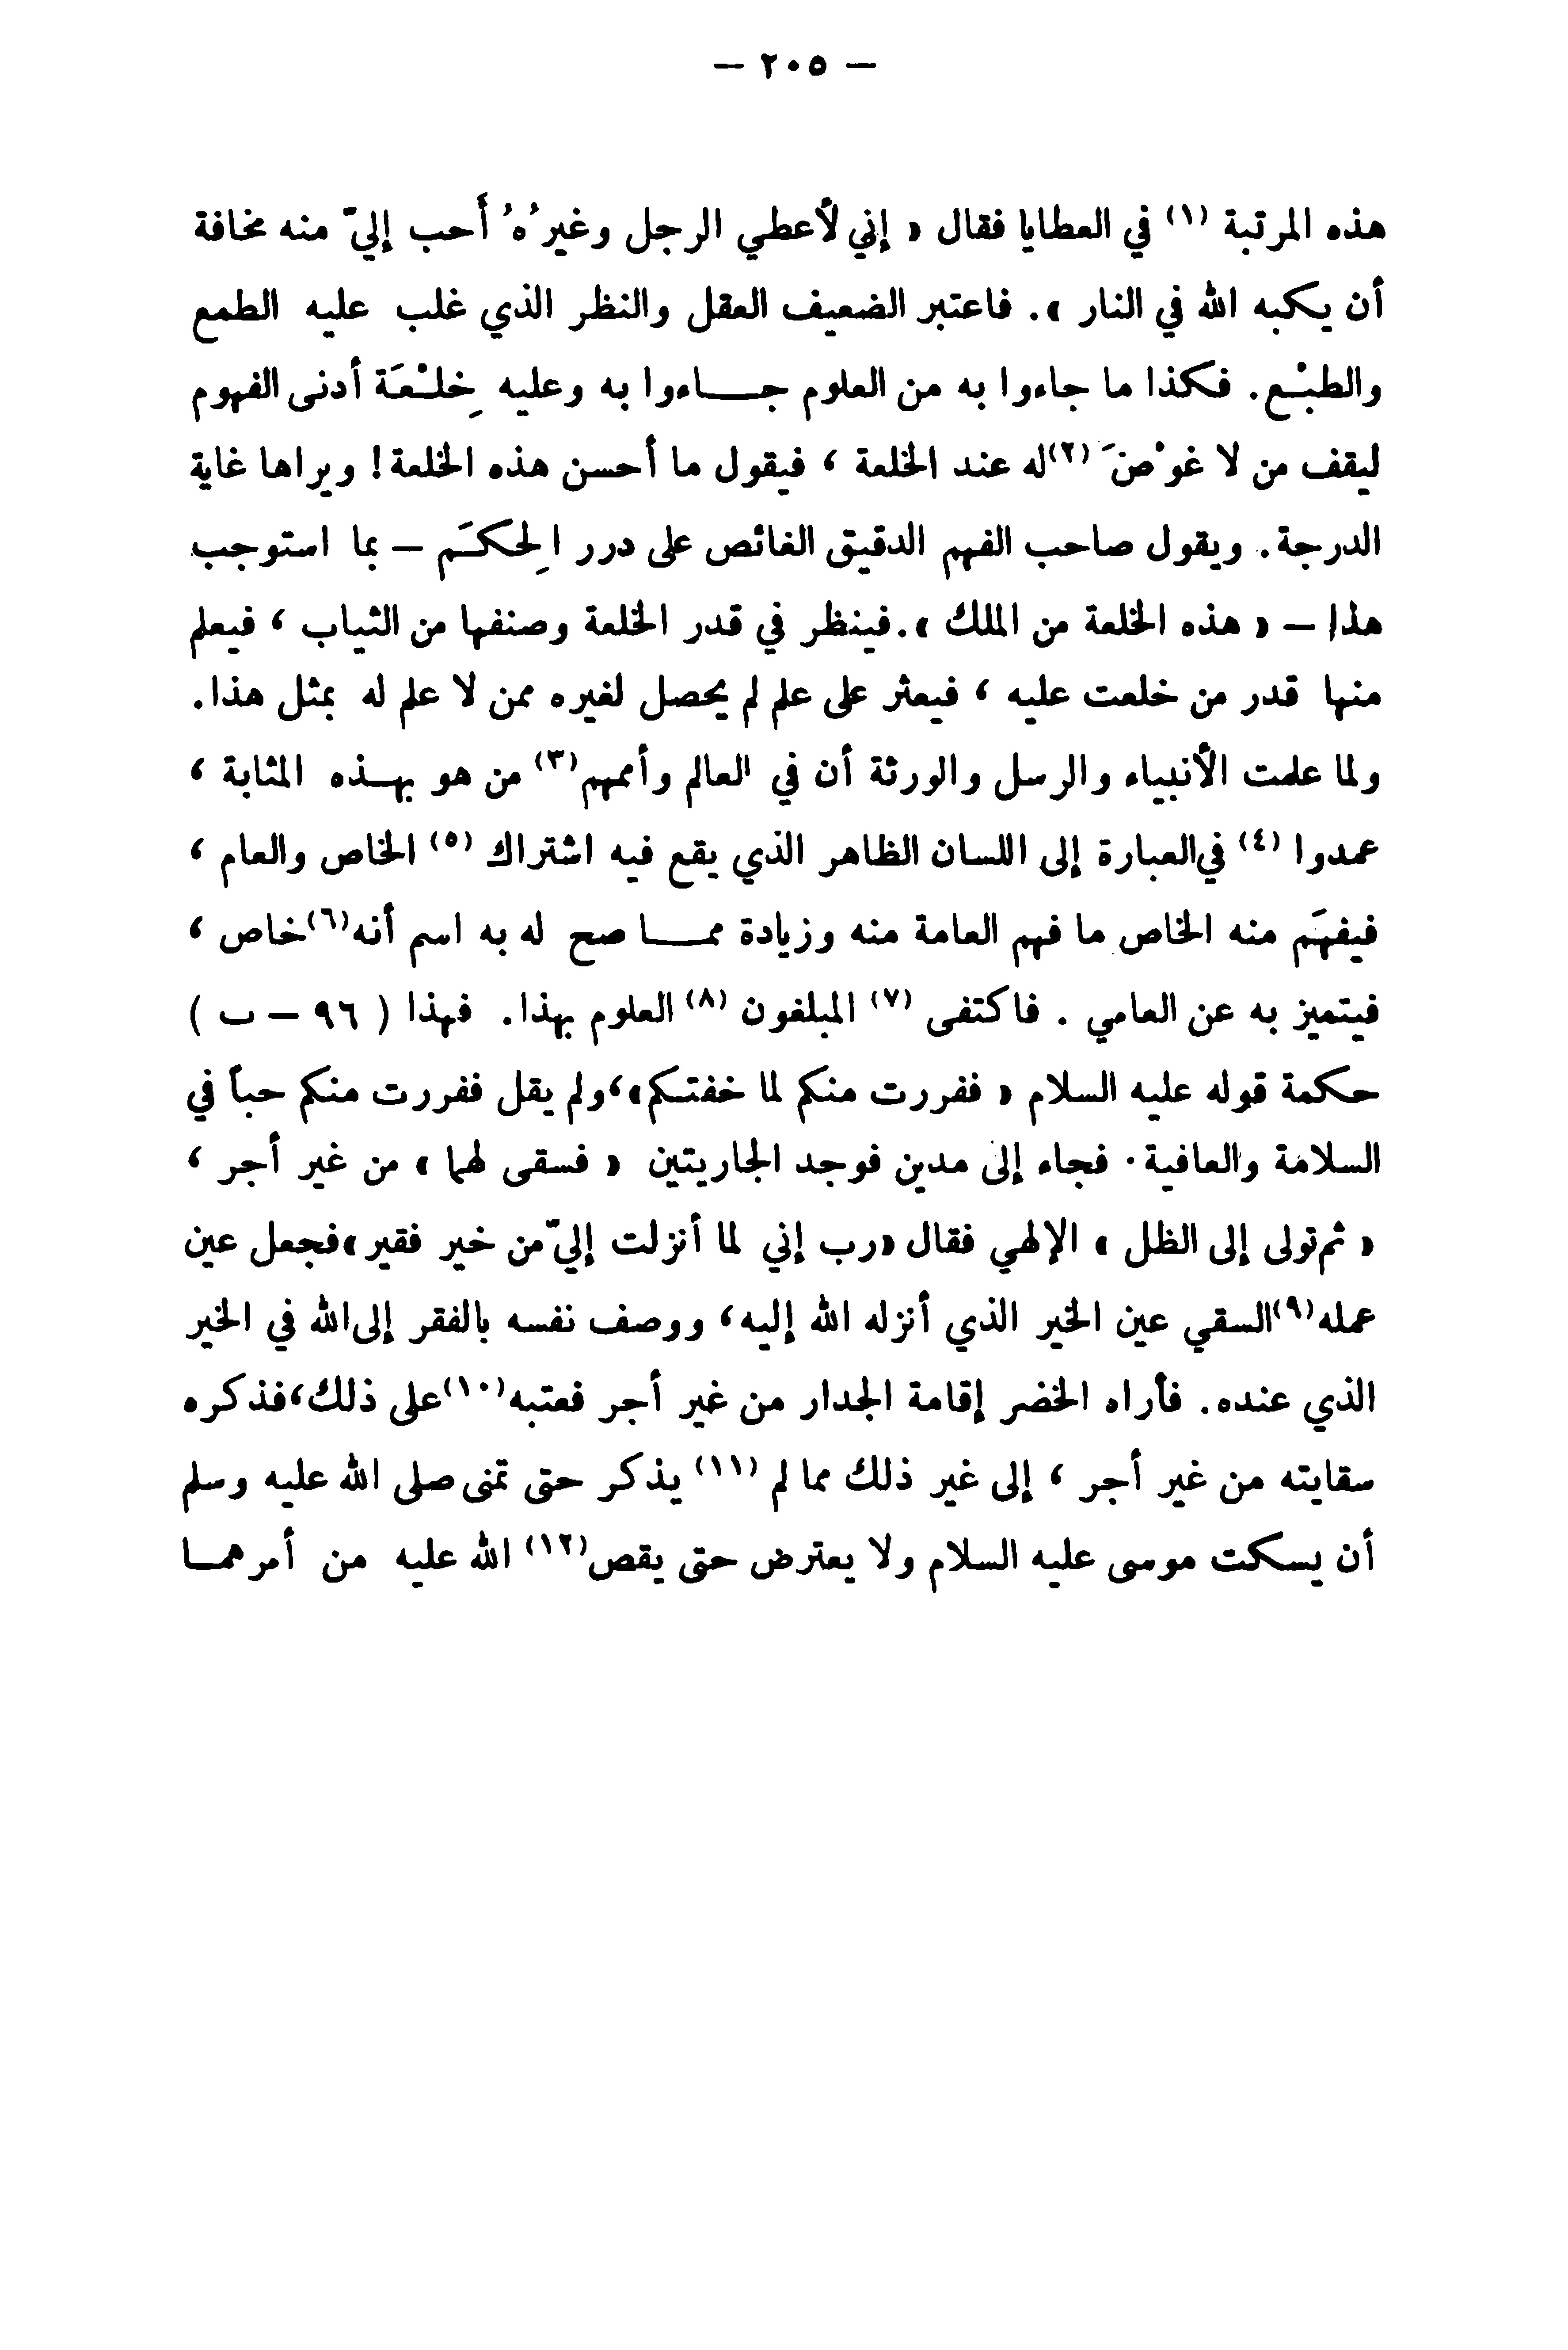 — ٢٠٥ —
هذه المرتبة (١) في العطايا فقال « إني لأعطي الرجل وغيرُهُ أَحب إليّ منه مخافة
أن يكبه الله في النار ». فاعتبر الضعيف العقل والنظر الذي غلب عليه الطمع
والطبْع. فكذا ما جاءوا به من العلوم جـــاءوا به وعليه خِلْعَة أدنى الفهوم
ليقف من لا غوْصَ (٢) له عند الخلعة ، فيقول ما أحسن هذه الخلعة ! ويراها غاية
الدرجة. ويقول صاحب الفهم الدقيق الغائص على درر الِحكَم – بما استوجب
هذا – « هذه الخلعة من الملك ». فينظر في قدر الخلعة وصنفها من الثياب ، فيعلم
منها قدر من خلعت عليه ، فيعثر على علم لم يحصل لغيره ممن لا علم له بمثل هذا.
ولما علمت الأنبياء والرسل والورثة أن في العالم وأممهم (٣) من هو بهـذه المثابة ،
عمدوا (٤) في العبارة إلى اللسان الظاهر الذي يقع فيه اشتراك (٥) الخاص والعام ،
فيفهَم منه الخاص ما فهم العامة منه وزيادة ممـــا صح له به اسم أنه (٦) خاص ،
فيتميز به عن العامي . فاكتفى (٧) المبلغون (٨) العلوم بهذا. فهذا ( ٩٦ – ب )
حكمة قوله عليه السلام « ففررت منكم لما خفتكم »، ولم يقل ففررت منكم حباً في
السلامة والعافية. فجاء إلى مدين فوجد الجاريتين « فسقى لهما » من غير أجر ،
« ثم تولى إلى الظل » الإلهي فقال «رب إني لما أنزلت إليّ من خير فقير» فجعل عين
عمله (٩) السقي عين الخير الذي أنزله الله إليه، ووصف نفسه بالفقر إلى الله في الخير
الذي عنده. فأراه الخضر إقامة الجدار من غير أجر فعتبه (١٠) على ذلك، فذكره
سقايته من غير أجر ، إلى غير ذلك مما لم (١١) يذكر حتى تمنى صلى الله عليه وسلم
أن يسكت موسى عليه السلام ولا يعترض حتى يقص (١٢) الله عليه من أمرهمـا